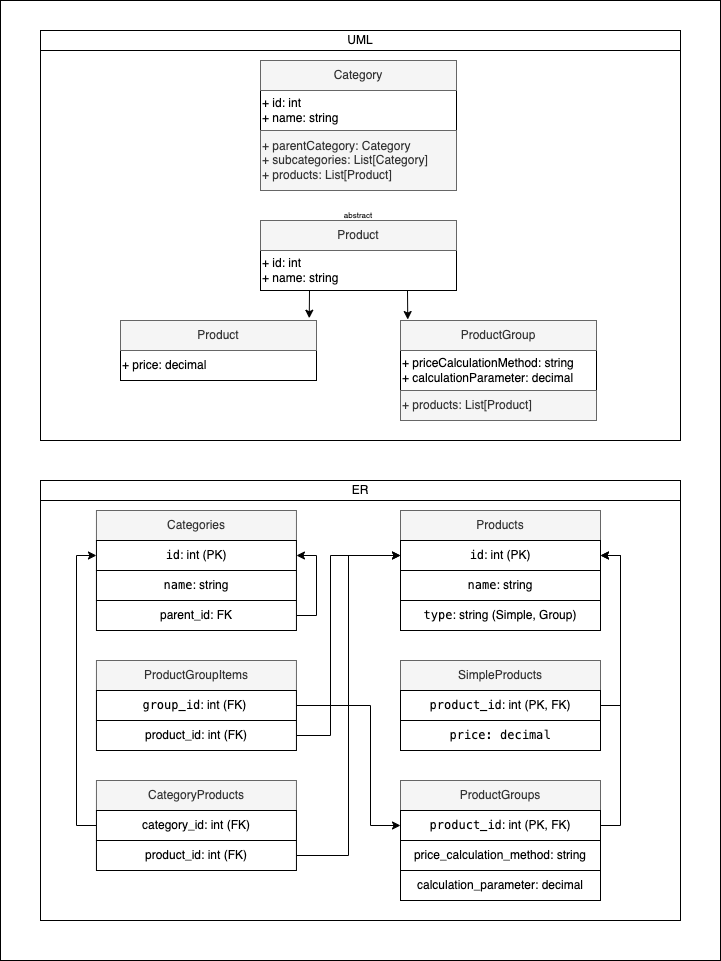 UML
Category
+ id: int
+ name: string
+ parentCategory: Category
+ subcategories: List[Category]
+ products: List[Product]
abstract
Product
+ id: int
+ name: string
Product
+ price: decimal
ProductGroup
+ priceCalculationMethod: string
+ calculationParameter: decimal
+ products: List[Product]
ER
Categories
id: int (PK)
name: string
parent_id: FK
Products
id: int (PK)
name: string
type: string (Simple, Group)
ProductGroupItems
group_id: int (FK)
product_id: int (FK)
SimpleProducts
product_id: int (PK, FK)
price: decimal
CategoryProducts
category_id: int (FK)
product_id: int (FK)
ProductGroups
product_id: int (PK, FK)
price_calculation_method: string
calculation_parameter: decimal